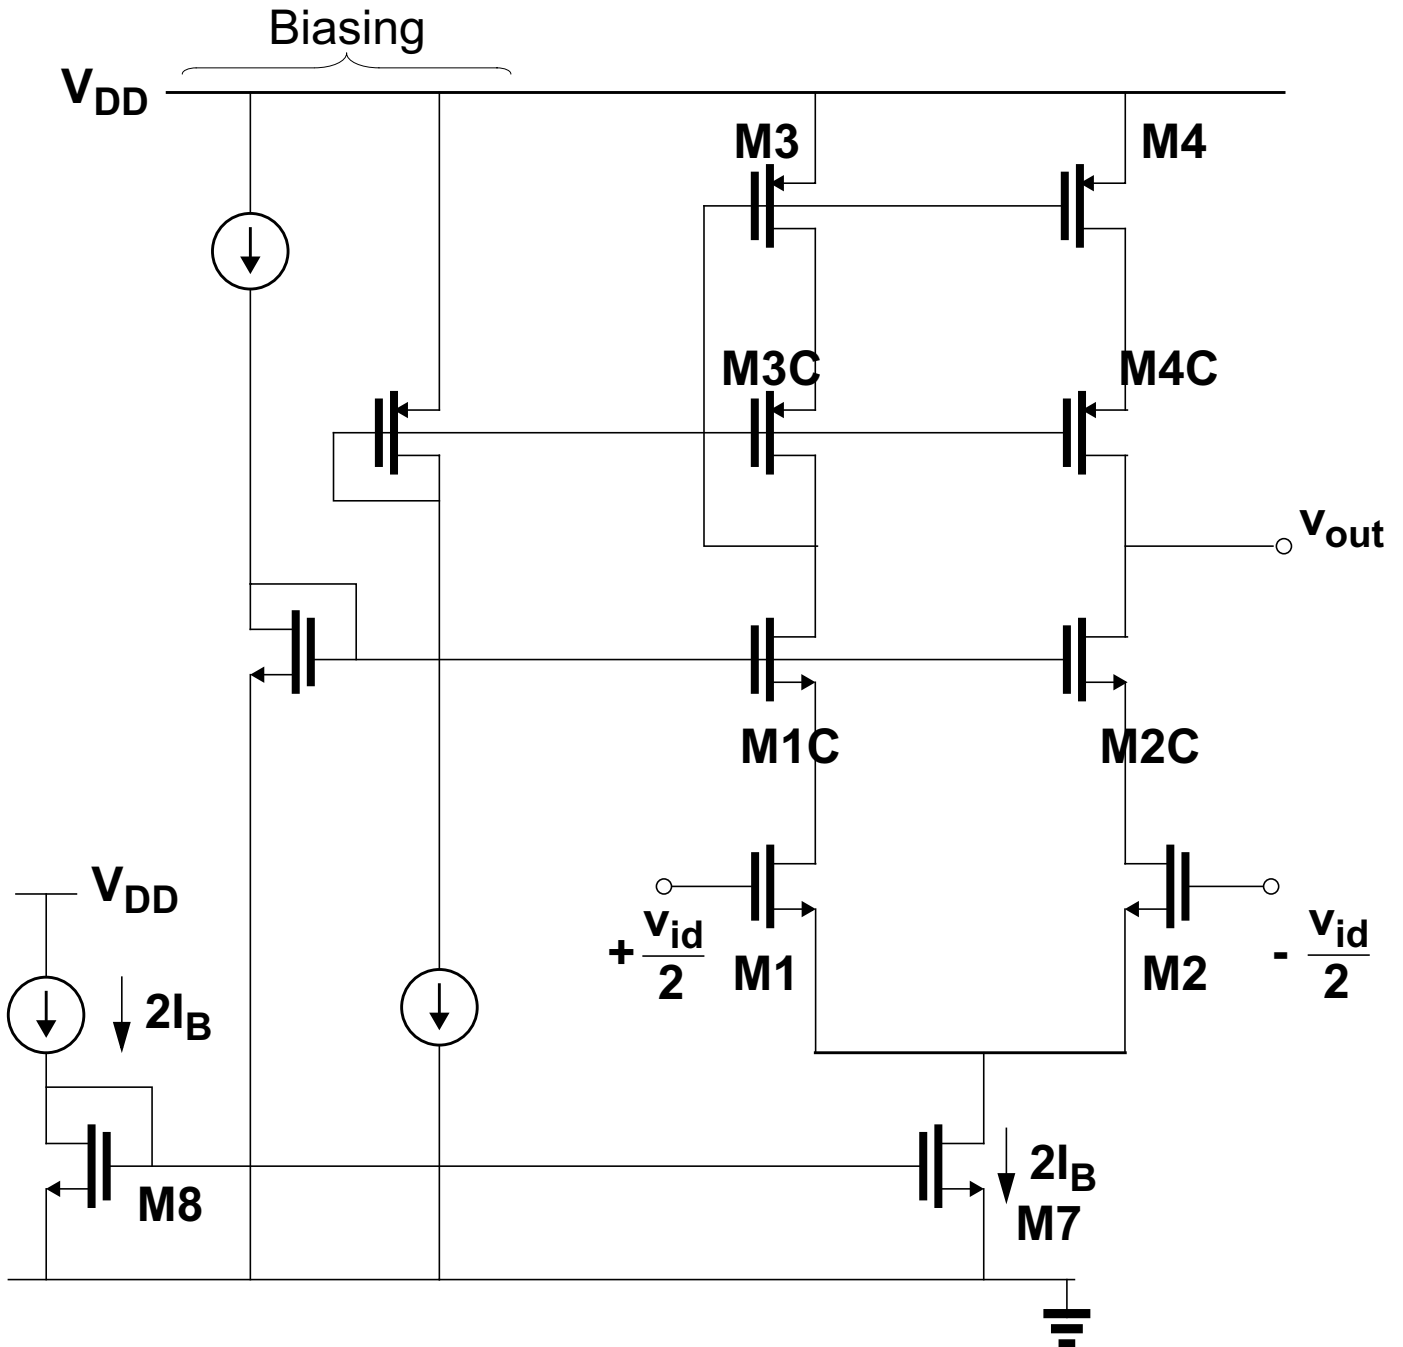 Biasing
VDD
M3
M4
M3C
M4C
vout
M1C
M2C
VDD
+ vid/2
M1
M2
- vid/2
2IB
2IB
M8
M7